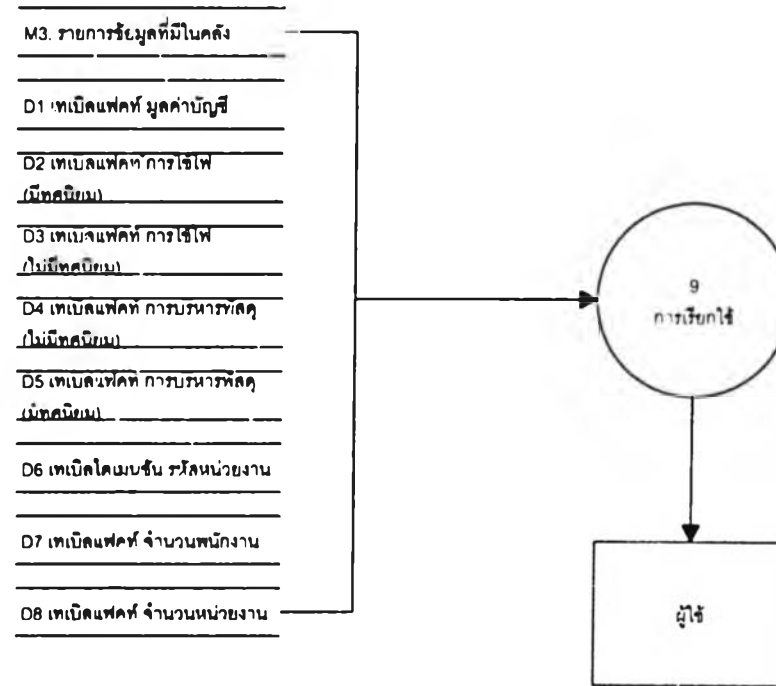 M3. รายการข้อมูลที่มีในคลัง
D1 เทเบิลแฟคท์ มูลค่าบัญชี
D2 เทเบิลแฟคท์ การใช้ไฟ
(มีทศนิยม)
D3 เทเบิลแฟคท์ การใช้ไฟ
(ไม่มีทศนิยม)
D4 เทเบิลแฟคท์ การบริหารพัสดุ
(ไม่มีทศนิยม)
D5 เทเบิลแฟคท์ การบริหารพัสดุ
(มีทศนิยม)
D6 เทเบิลไดเมนชัน รหัสหน่วยงาน
D7 เทเบิลแฟคท์ จำนวนพนักงาน
D8 เทเบิลแฟคท์ จำนวนหน่วยงาน
9
การเรียกใช้
ผู้ใช้